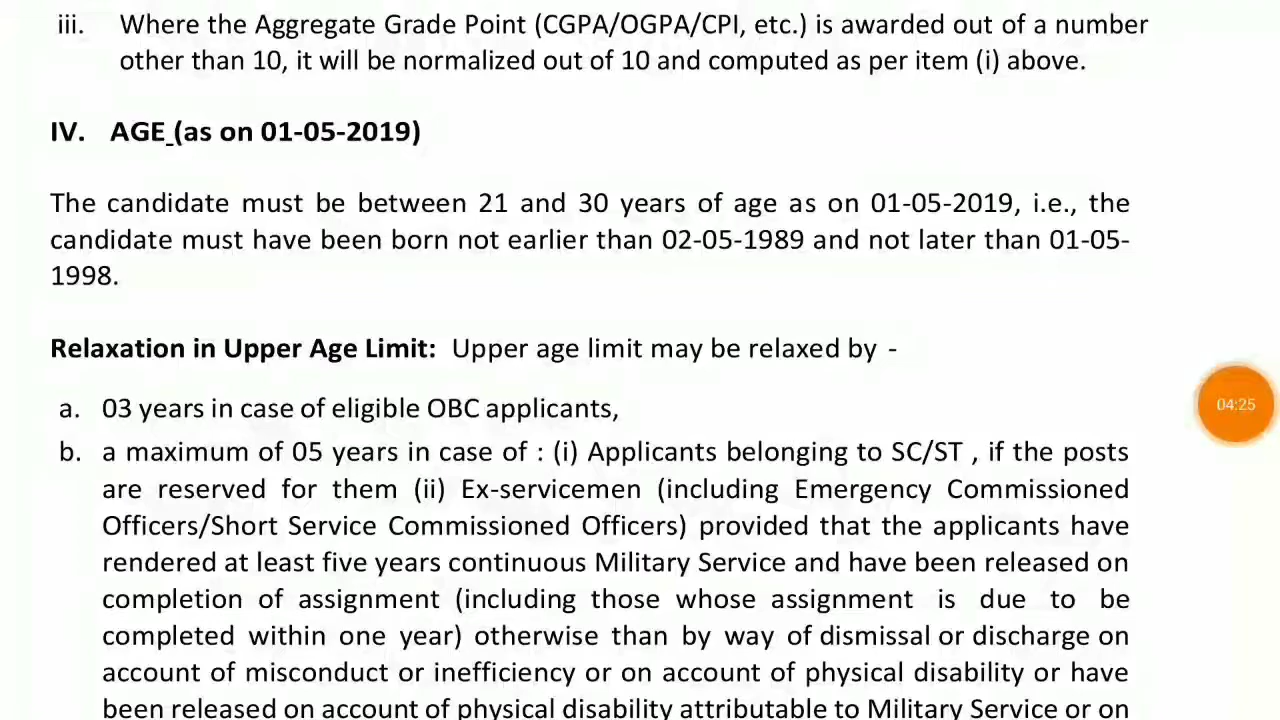 iii. Where the Aggregate Grade Point (CGPA/OGPA/CPI, etc.) is awarded out of a number
other than 10, it will be normalized out of 10 and computed as per item (i) above.
IV. AGE (as on 01-05-2019)
The candidate must be between 21 and 30 years of age as on 01-05-2019, i.e., the
candidate must have been born not earlier than 02-05-1989 and not later than 01-05-
1998.
Relaxation in Upper Age Limit: Upper age limit may be relaxed by -
a. 03 years in case of eligible OBC applicants,
04:25
b. a maximum of 05 years in case of : (i) Applicants belonging to SC/ST , if the posts
are reserved for them (ii) Ex-servicemen (including Emergency Commissioned
Officers/Short Service Commissioned Officers) provided that the applicants have
rendered at least five years continuous Military Service and have been released on
completion of assignment (including those whose assignment is due to be
completed within one year) otherwise than by way of dismissal or discharge on
account of misconduct or inefficiency or on account of physical disability or have
been released on account of physical disability attributable to Military Service or on